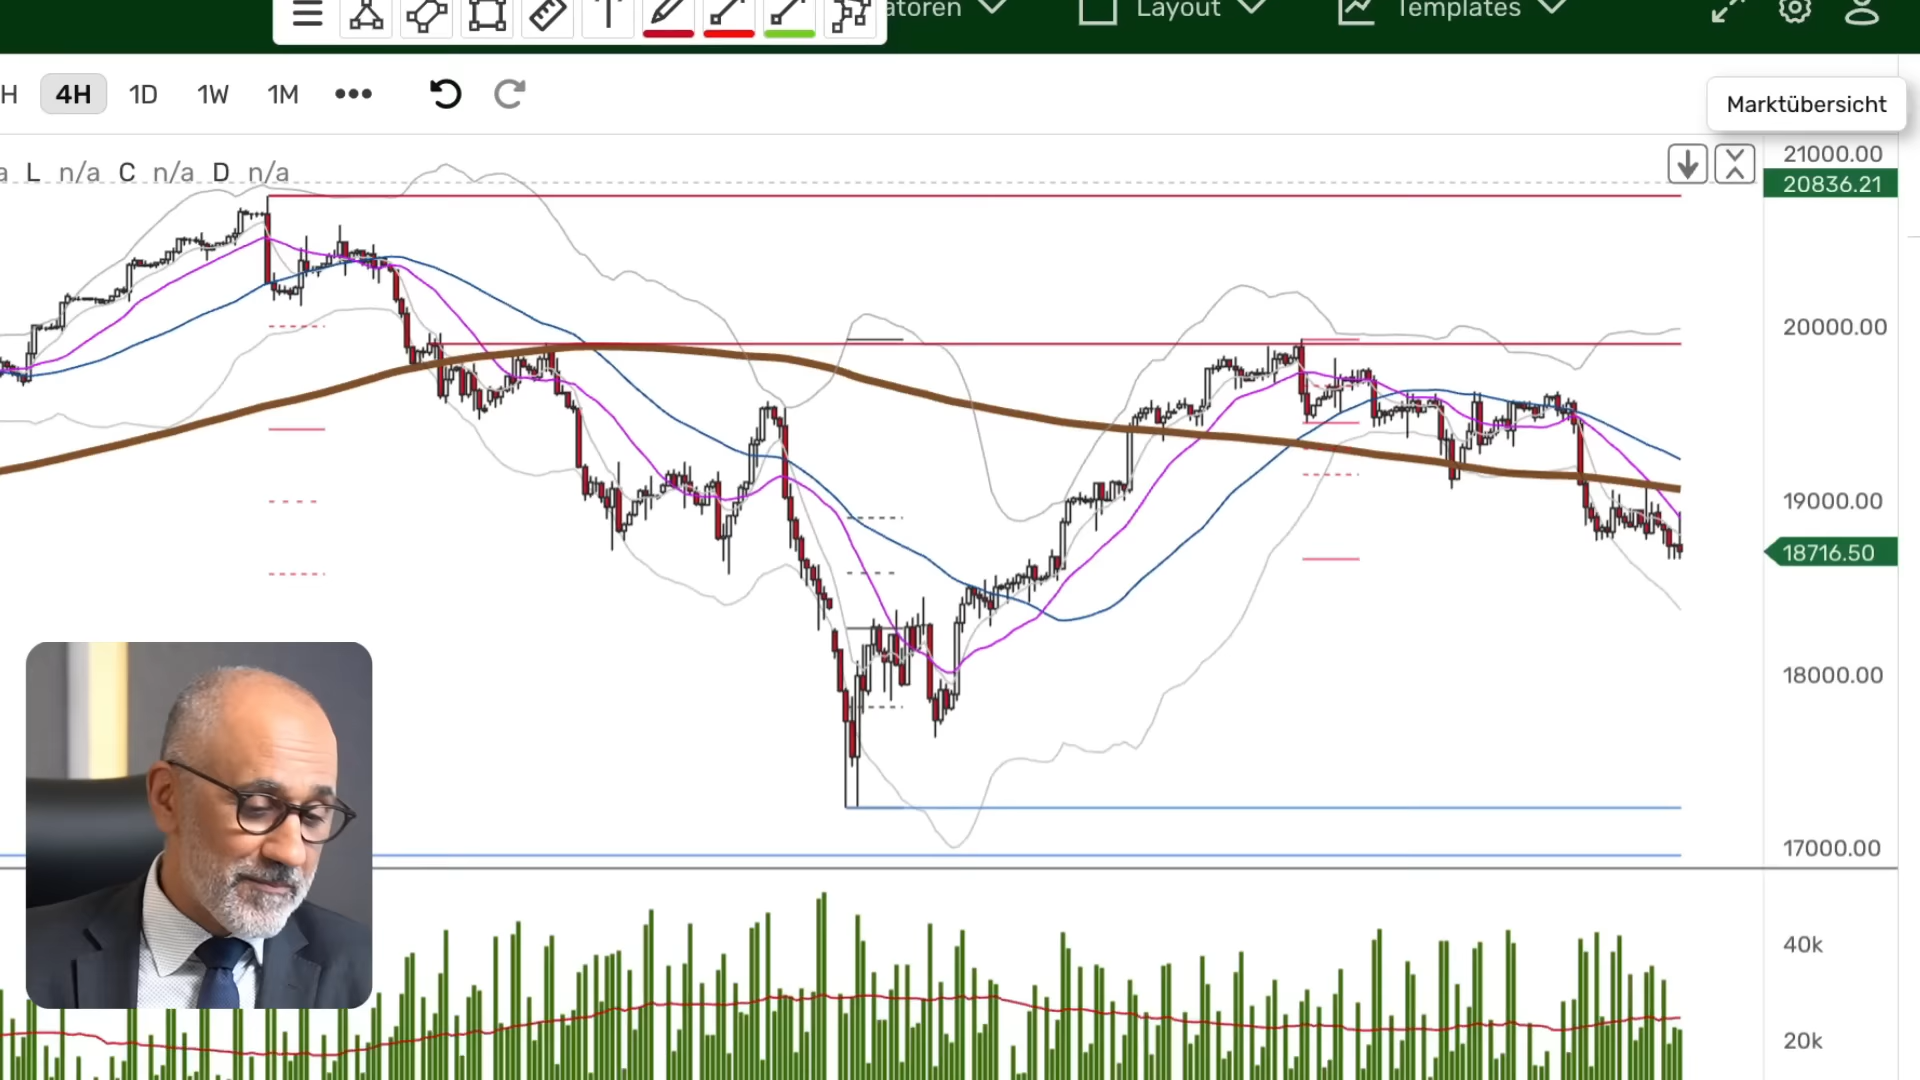 atoren Layout Templates
H 4H 1D 1W 1M •••
Marktübersicht
a L n/a C n/a D n/a
21000.00
20836.21
20000.00
19000.00
18716.50
18000.00
17000.00
40k
20k